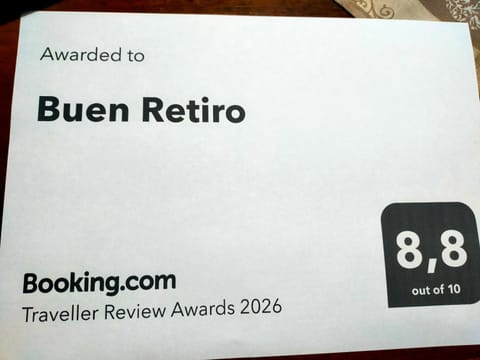 Awarded to
Buen Retiro
8,8
out of 10
Booking.com
Traveller Review Awards 2026